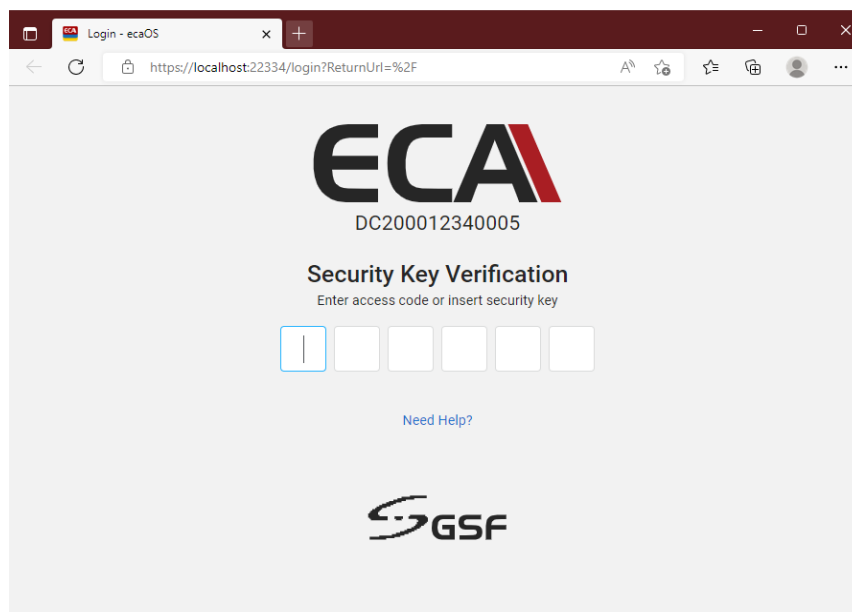 ECA
Login - ecaOS
https://localhost:22334/login?ReturnUrl=%2F
A
ECA
DC200012340005
Security Key Verification
Enter access code or insert security key
Need Help?
GSF